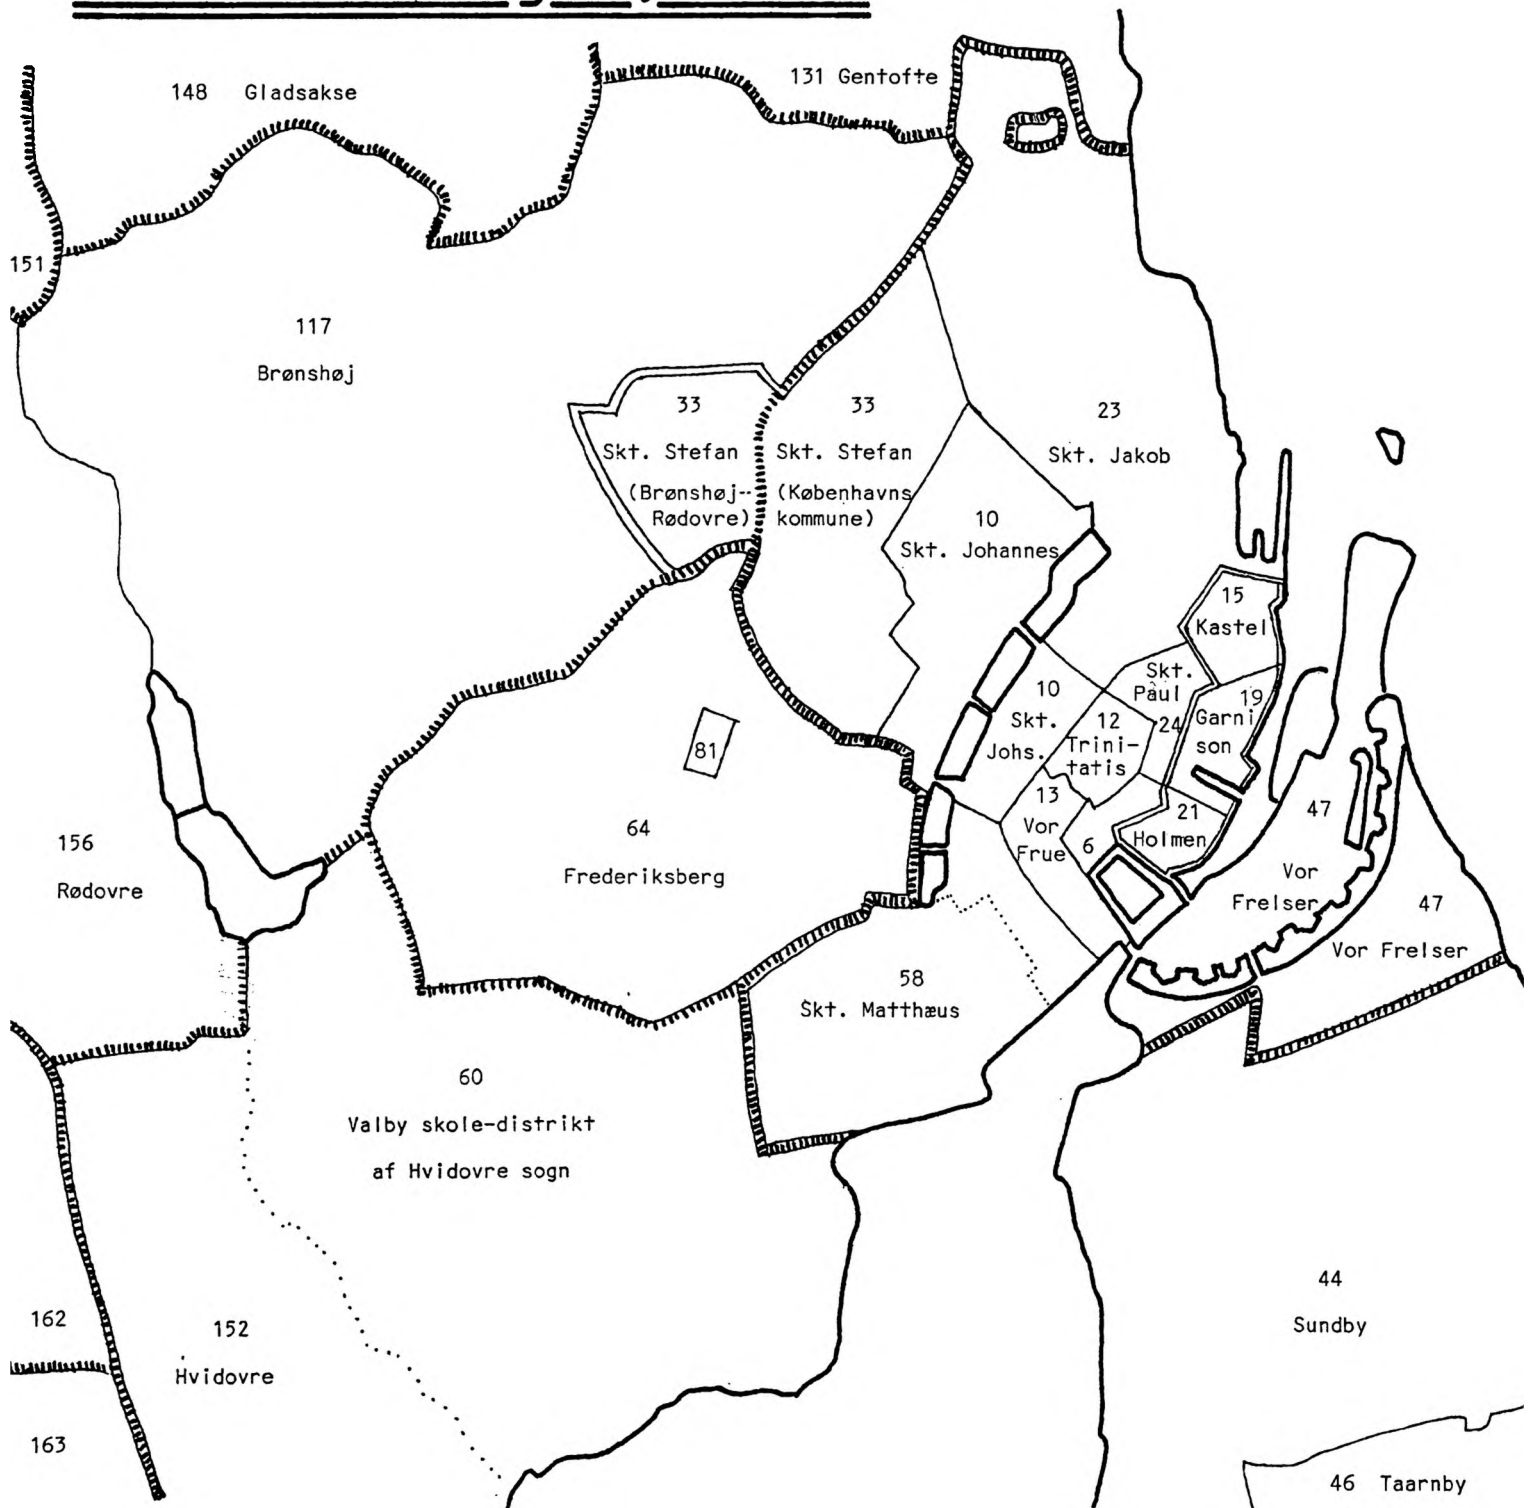 148 Gladsakse
131 Gentofte
151
117
Brønshøj
33
Skt. Stefan
(Brønshøj--
Rødovre)
33
Skt. Stefan
(Københavns
kommune)
23
Skt. Jakob
10
Skt. Johannes
15
Kastel
Skt.
Paul
24
10
Skt.
Johs.
12
Trini-
tatis
19
Garni
son
81
13
Vor
Frue
6
21
Holmen
47
Vor
Frelser
47
Vor Frelser
64
Frederiksberg
156
Rødovre
58
Skt. Matthæus
60
Valby skole-distrikt
af Hvidovre sogn
44
Sundby
162
152
Hvidovre
163
46 Taarnby